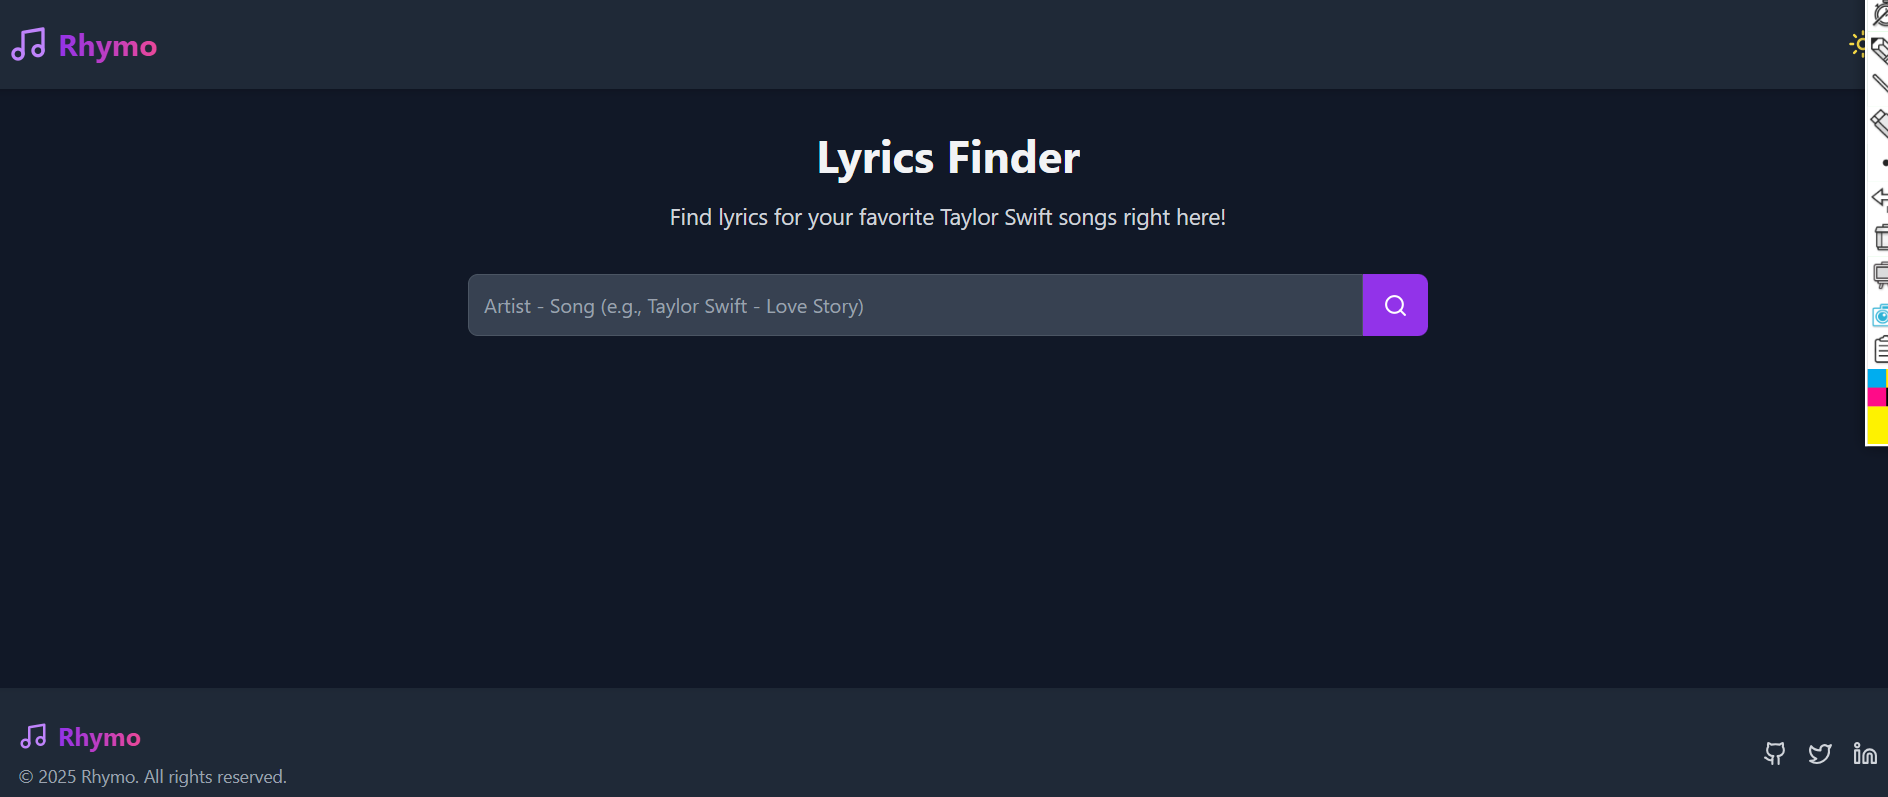 Rhymo
Lyrics Finder
Find lyrics for your favorite Taylor Swift songs right here!
Artist - Song (e.g., Taylor Swift - Love Story)
Rhymo
© 2025 Rhymo. All rights reserved.